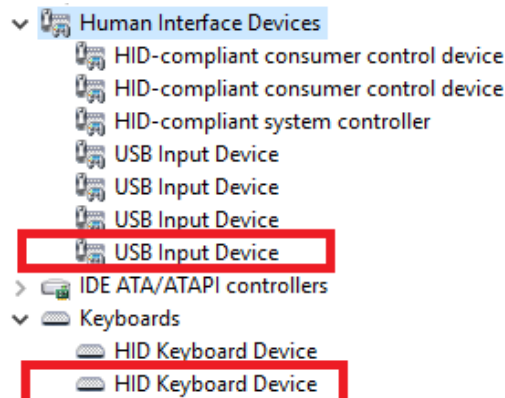 Human Interface Devices
HID-compliant consumer control device
HID-compliant consumer control device
HID-compliant system controller
USB Input Device
USB Input Device
USB Input Device
USB Input Device
IDE ATA/ATAPI controllers
Keyboards
HID Keyboard Device
HID Keyboard Device